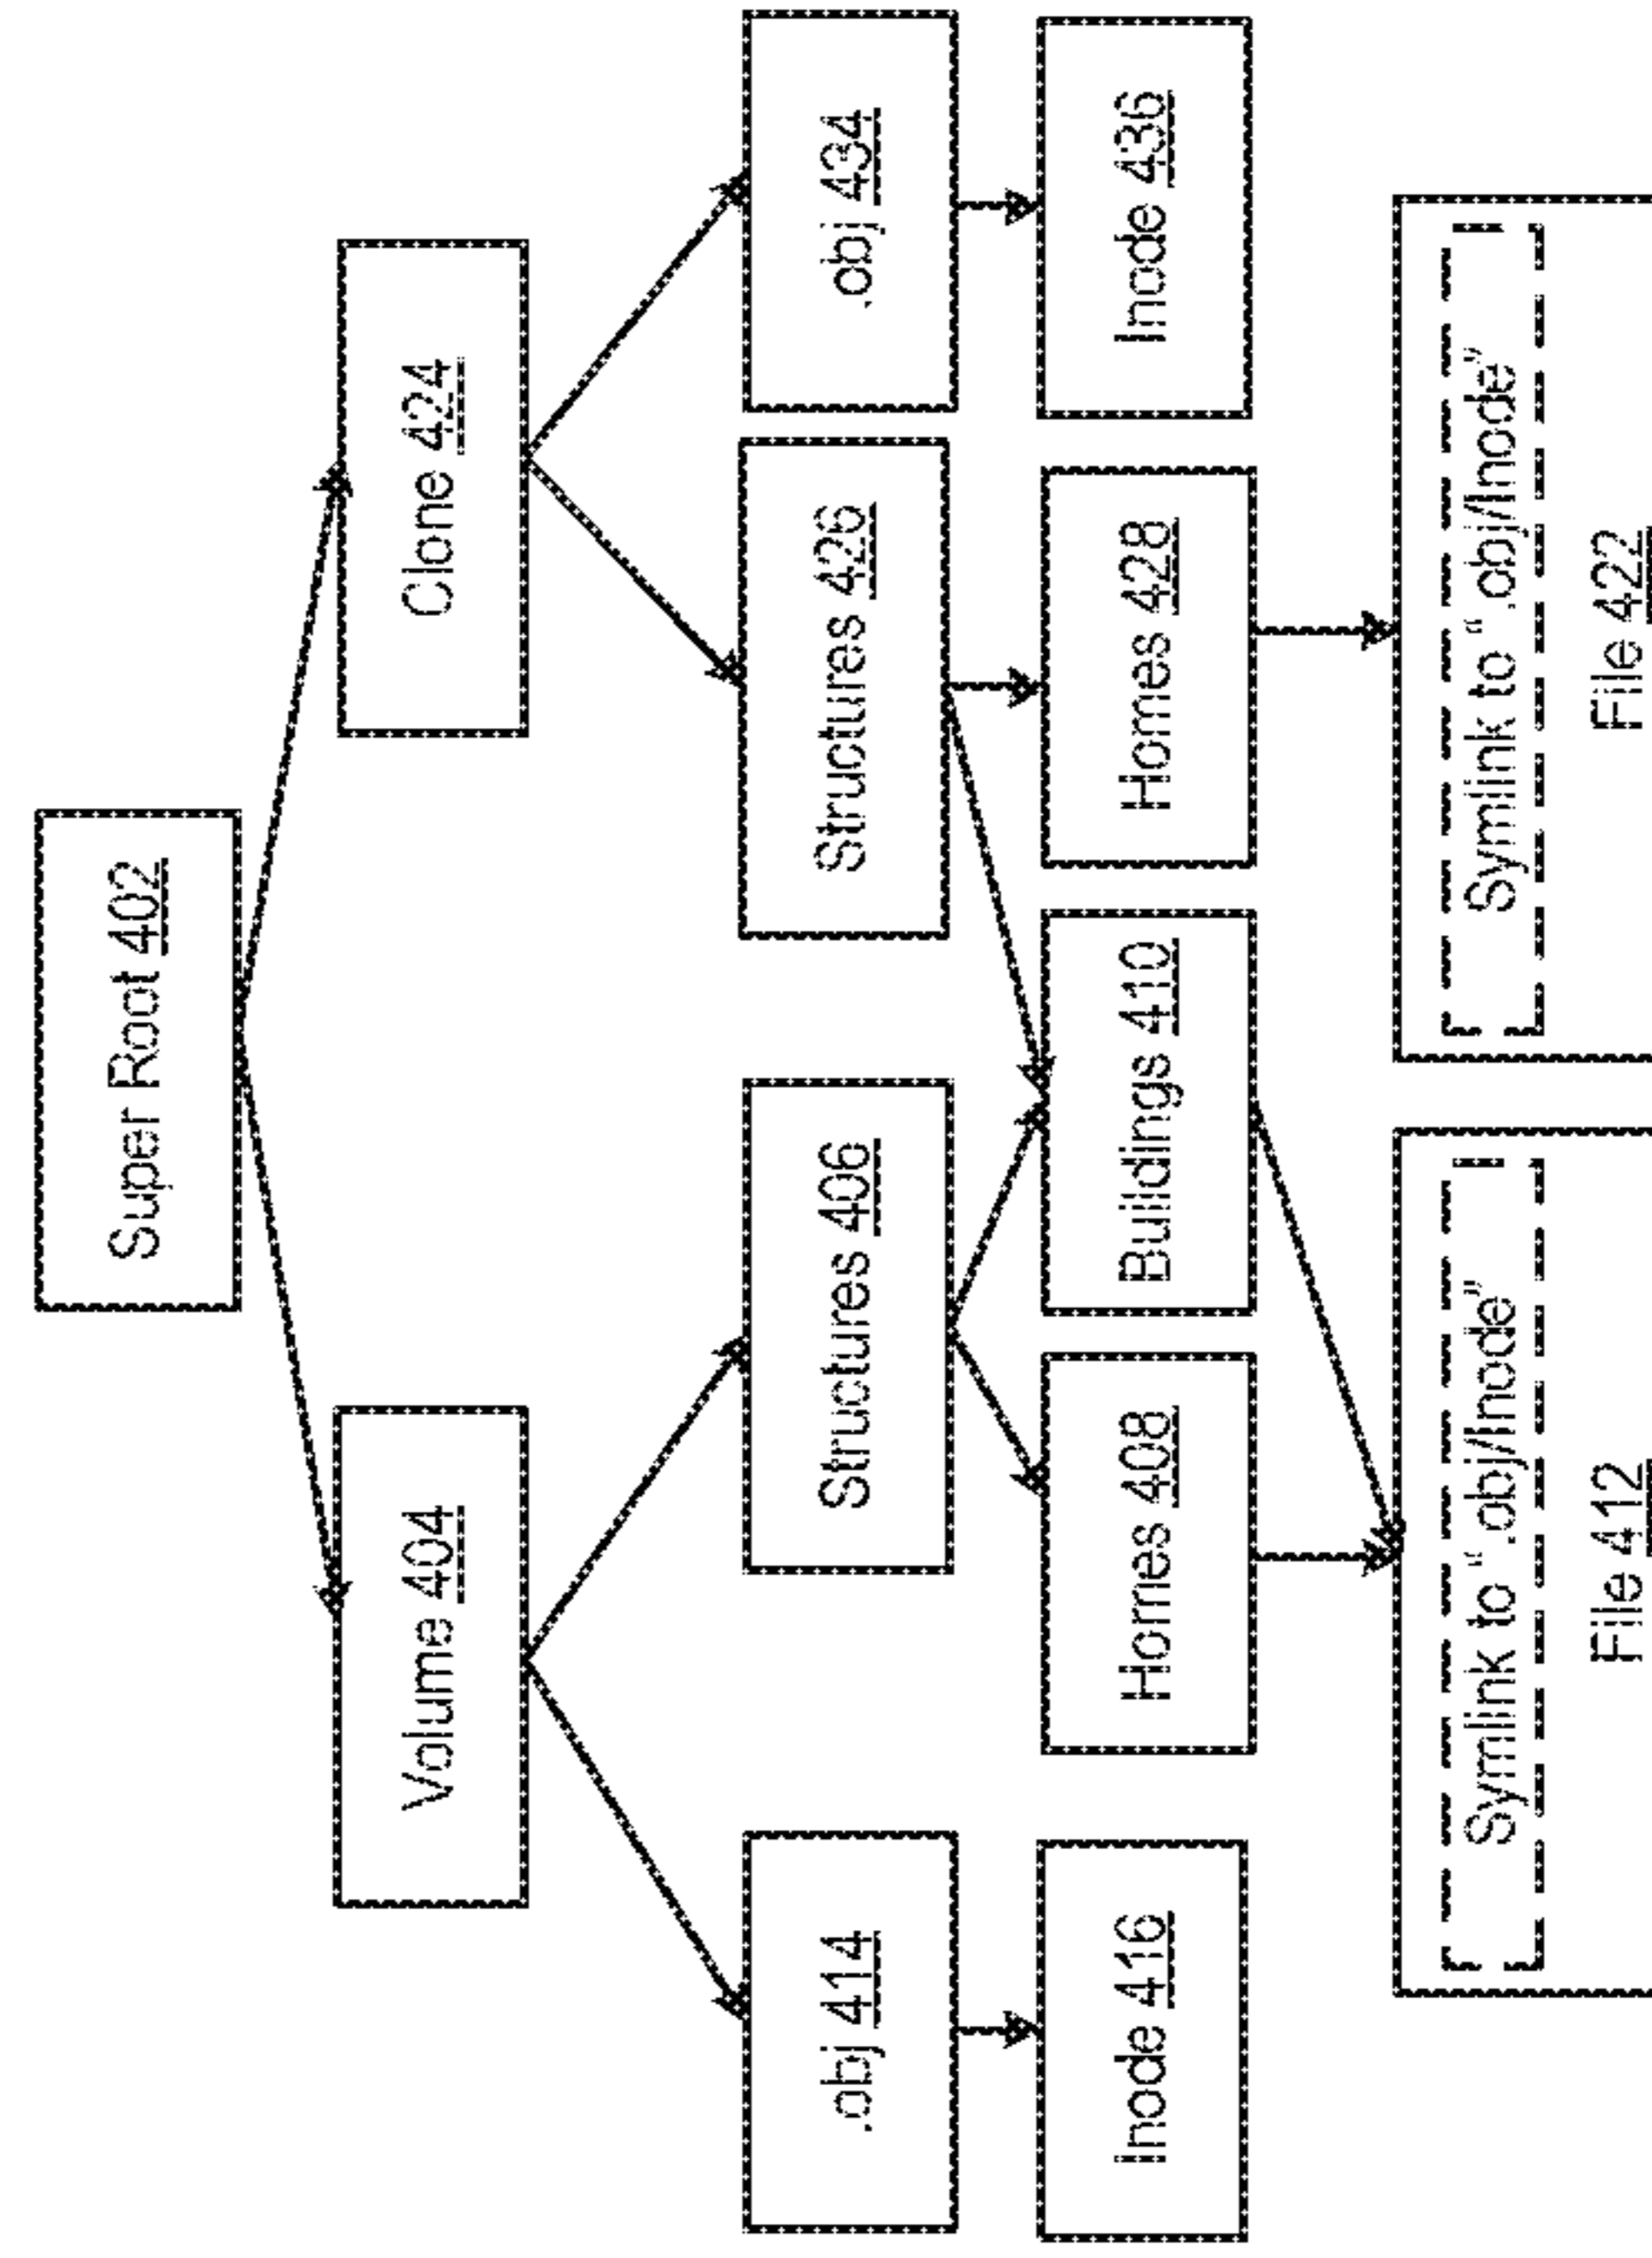 Super Root 402
Volume 404
Clone 424
.obj 414
Structures 406
Structures 426
.obj 434
Inode 416
Homes 408
Buildings 410
Homes 428
Inode 436
Symlink to ".obj/Inode"
File 412
Symlink to ".obj/Inode"
File 422